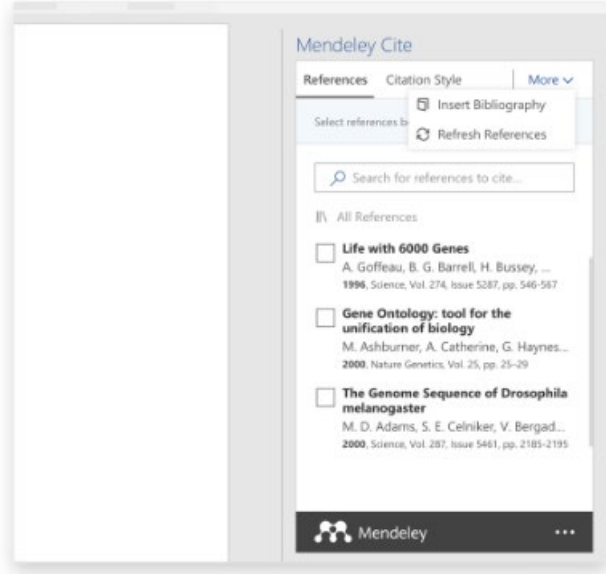 Mendeley Cite
References Citation Style More
Insert Bibliography
Select references b
Refresh References
Search for references to cite...
All References
Life with 6000 Genes
A. Goffeau, B. G. Barrell, H. Bussey, ...
1996, Science, Vol. 274, Issue 5287, pp. 546-567
Gene Ontology: tool for the
unification of biology
M. Ashburner, A. Catherine, G. Haynes...
2000, Nature Genetics, Vol. 25, pp. 25-29
The Genome Sequence of Drosophila
melanogaster
M. D. Adams, S. E. Celniker, V. Bergad...
2000, Science, Vol. 287, Issue 5461, pp. 2185-2195
Mendeley ...